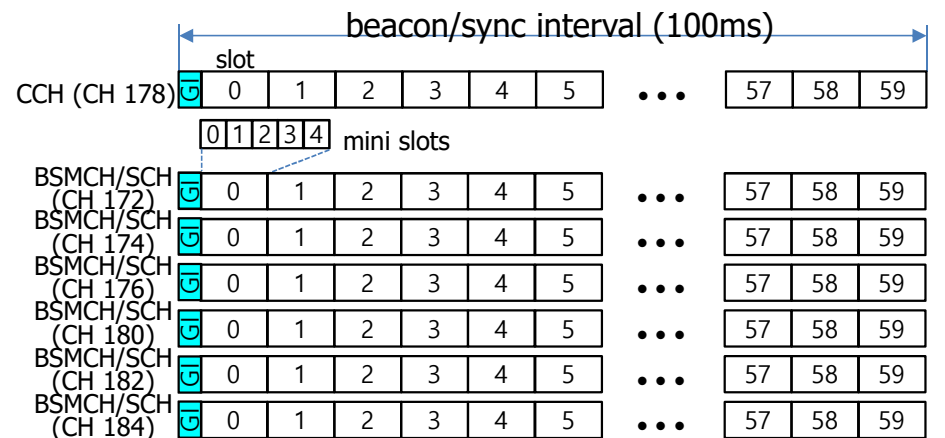 beacon/sync interval (100ms)
slot
CCH (CH 178) GI 0 1 2 3 4 5 ••• 57 58 59
0 1 2 3 4 mini slots
BSMCH/SCH
(CH 172) GI 0 1 2 3 4 5 ••• 57 58 59
BSMCH/SCH
(CH 174) GI 0 1 2 3 4 5 ••• 57 58 59
BSMCH/SCH
(CH 176) GI 0 1 2 3 4 5 ••• 57 58 59
BSMCH/SCH
(CH 180) GI 0 1 2 3 4 5 ••• 57 58 59
BSMCH/SCH
(CH 182) GI 0 1 2 3 4 5 ••• 57 58 59
BSMCH/SCH
(CH 184) GI 0 1 2 3 4 5 ••• 57 58 59